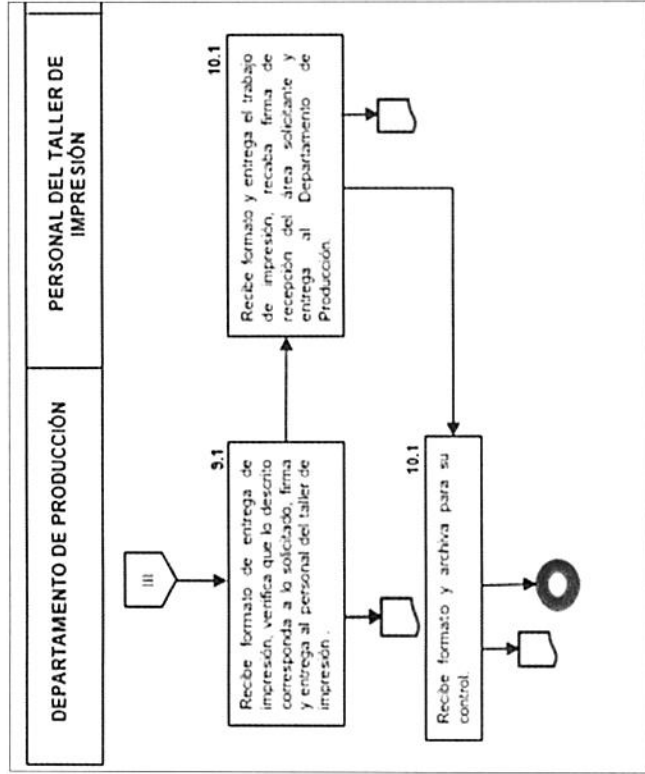 DEPARTAMENTO DE PRODUCCIÓN
PERSONAL DEL TALLER DE
IMPRESIÓN
III
9.1
Recibe formato de entrega de
impresión, verifica que lo descrito
corresponda a lo solicitado, firma
y entrega al personal del taller de
impresión .
10.1
Recibe formato y entrega el trabajo
de impresión, recaba firma de
recepción del área solicitante y
entrega al Departamento de
Producción.
10.1
Recibe formato y archiva para su
control.